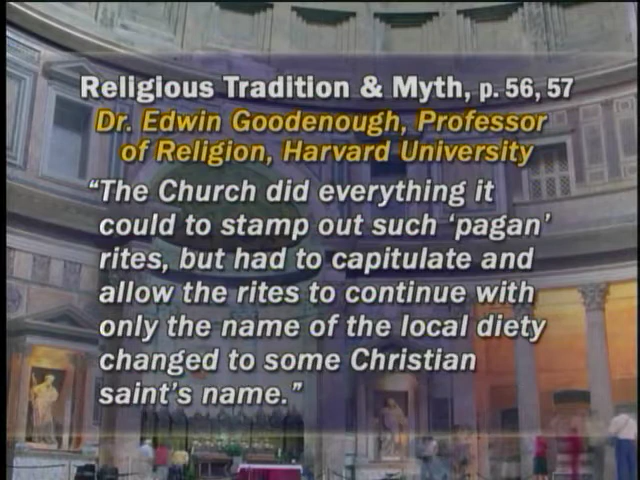 Religious Tradition & Myth, p. 56, 57
Dr. Edwin Goodenough, Professor
of Religion, Harvard University
“The Church did everything it
could to stamp out such ‘pagan’
rites, but had to capitulate and
allow the rites to continue with
only the name of the local diety
changed to some Christian
saint’s name.”